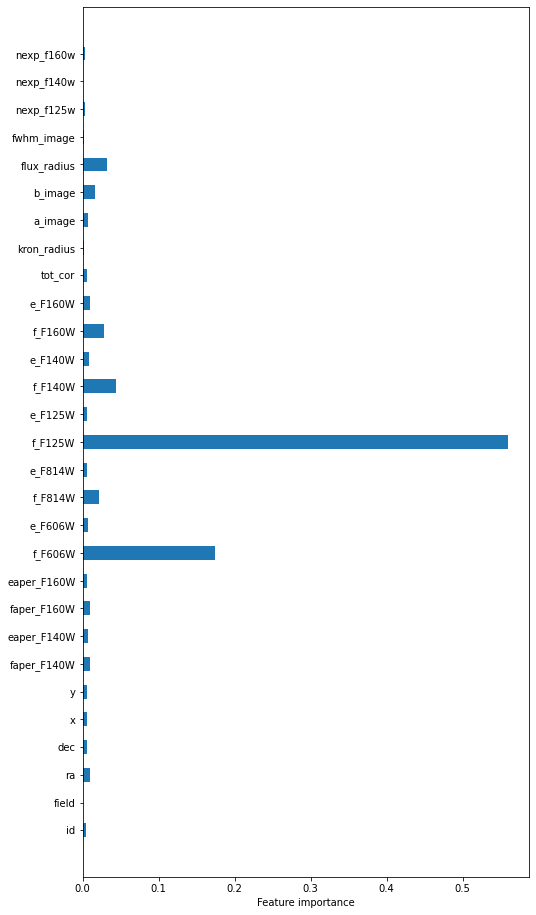 nexp_f160w
nexp_f140w
nexp_f125w
fwhm_image
flux_radius
b_image
a_image
kron_radius
tot_cor
e_F160W
f_F160W
e_F140W
f_F140W
e_F125W
f_F125W
e_F814W
f_F814W
e_F606W
f_F606W
eaper_F160W
faper_F160W
eaper_F140W
faper_F140W
y
x
dec
ra
field
id
0.0 0.1 0.2 0.3 0.4 0.5
Feature importance